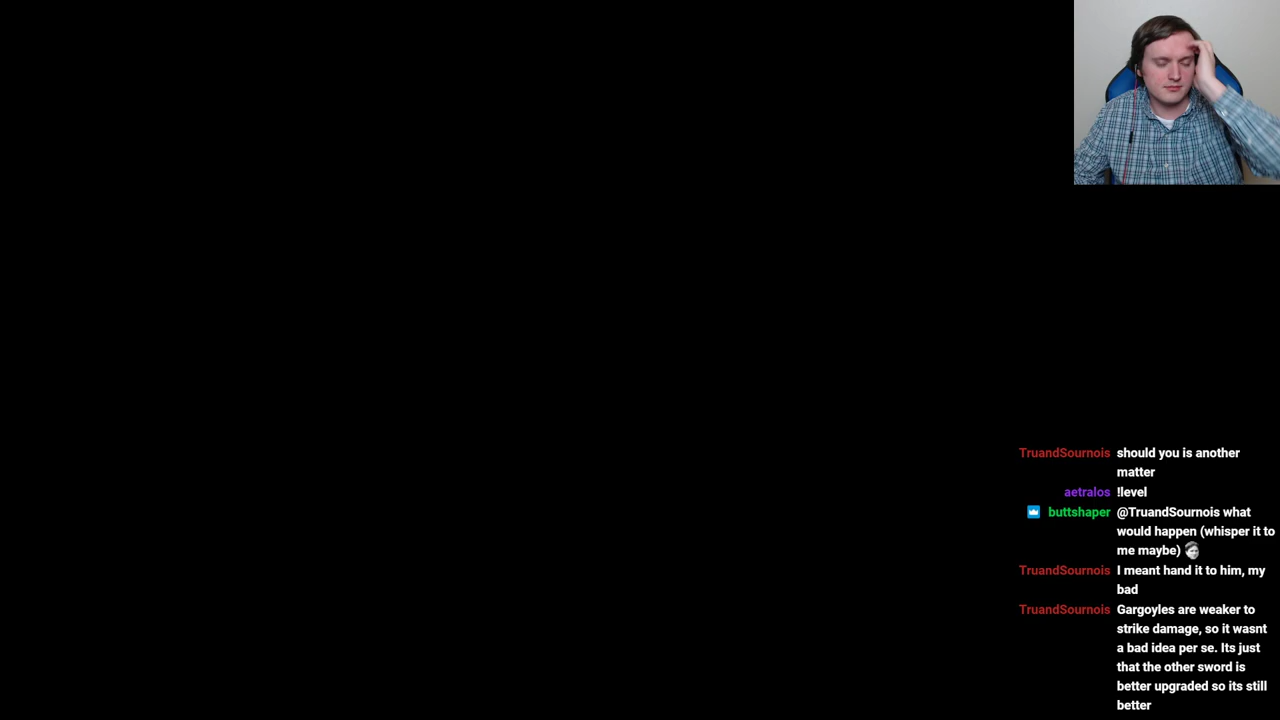 TruandSournois should you is another
matter
aetralos !level
buttshaper @TruandSournois what
would happen (whisper it to
me maybe)
TruandSournois I meant hand it to him, my
bad
TruandSournois Gargoyles are weaker to
strike damage, so it wasnt
a bad idea per se. Its just
that the other sword is
better upgraded so its still
better